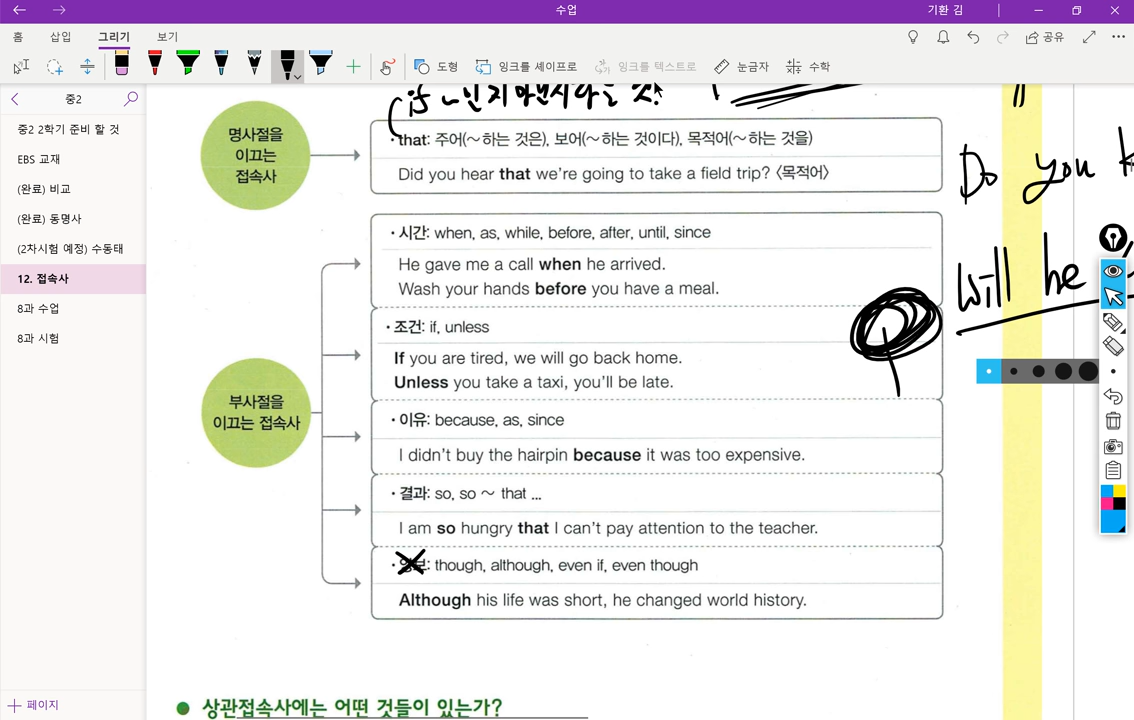 수업
기환 김
홈 삽입 그리기 보기
도형 잉크를 셰이프로 잉크를 텍스트로 눈금자 수학
공유
중2
중2 2학기 준비 할 것
EBS 교재
(완료) 비교
(완료) 동명사
(2차시험 예정) 수동태
12. 접속사
8과 수업
8과 시험
페이지
if ~인지 아닌지 라는 것
명사절을
이끄는
접속사
· that: 주어(~하는 것은), 보어(~하는 것이다), 목적어(~하는 것을)
Did you hear that we're going to take a field trip? 〈목적어〉
Do you
will be
부사절을
이끄는 접속사
· 시간: when, as, while, before, after, until, since
He gave me a call when he arrived.
Wash your hands before you have a meal.
· 조건: if, unless
If you are tired, we will go back home.
Unless you take a taxi, you'll be late.
· 이유: because, as, since
I didn't buy the hairpin because it was too expensive.
· 결과: so, so ~ that ...
I am so hungry that I can't pay attention to the teacher.
· 양보: though, although, even if, even though
Although his life was short, he changed world history.
● 상관접속사에는 어떤 것들이 있는가?